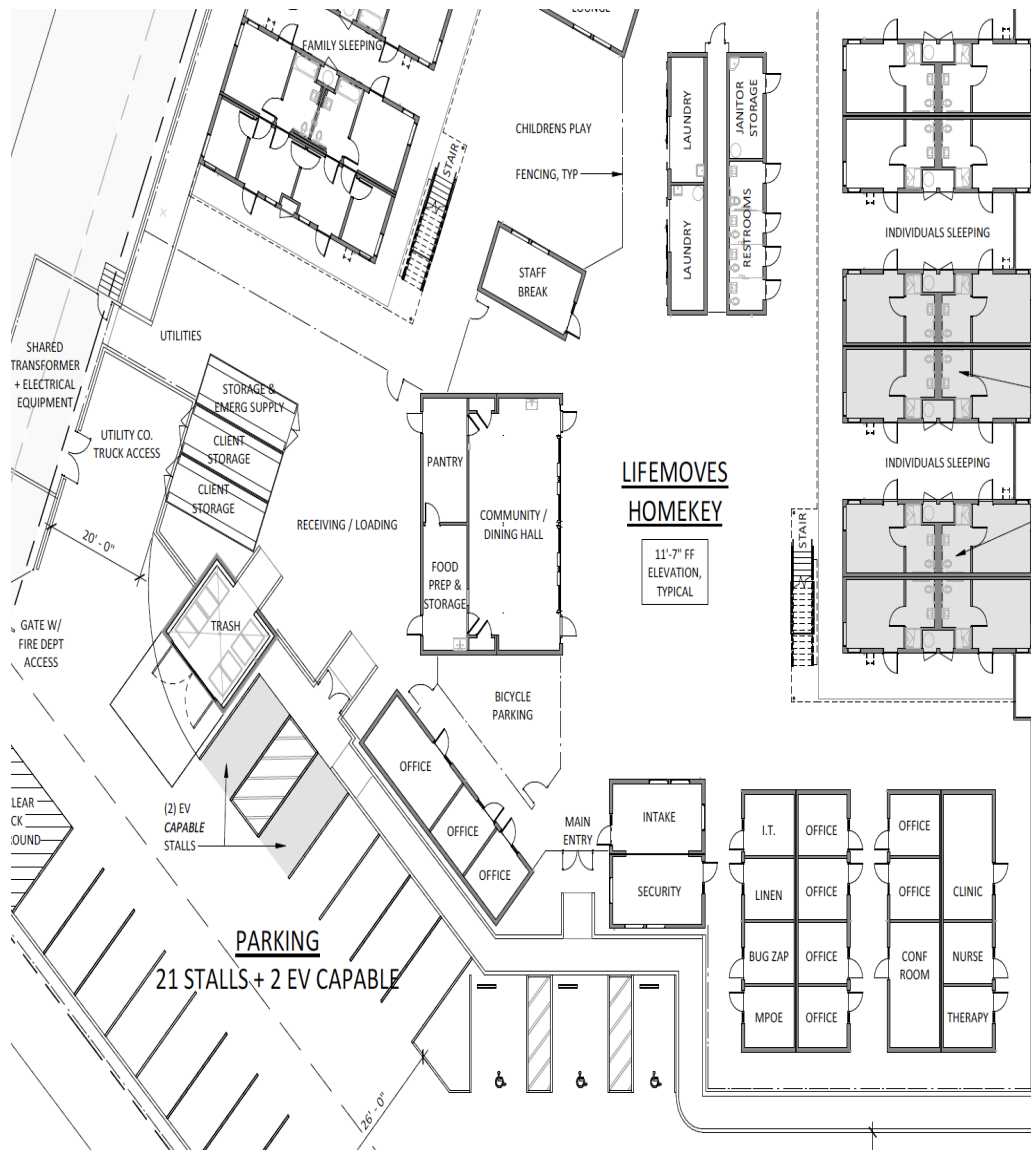 LOUNGE
FAMILY SLEEPING
CHILDRENS PLAY
FENCING, TYP
STAIR
LAUNDRY
JANITOR
STORAGE
LAUNDRY
RESTROOMS
INDIVIDUALS SLEEPING
STAFF
BREAK
SHARED
TRANSFORMER
+ ELECTRICAL
EQUIPMENT
UTILITIES
STORAGE &
EMERG SUPPLY
CLIENT
STORAGE
CLIENT
STORAGE
UTILITY CO.
TRUCK ACCESS
20' - 0"
RECEIVING / LOADING
PANTRY
COMMUNITY /
DINING HALL
FOOD
PREP &
STORAGE
LIFEMOVES
HOMEKEY
11'-7" FF
ELEVATION,
TYPICAL
INDIVIDUALS SLEEPING
STAIR
GATE W/
FIRE DEPT
ACCESS
TRASH
BICYCLE
PARKING
OFFICE
OFFICE
OFFICE
MAIN
ENTRY
INTAKE
SECURITY
(2) EV
CAPABLE
STALLS
LEAR
CK
OUND
PARKING
21 STALLS + 2 EV CAPABLE
26' - 0"
I.T.
OFFICE
LINEN
OFFICE
BUG ZAP
OFFICE
MPOE
OFFICE
OFFICE
OFFICE
CONF
ROOM
CLINIC
NURSE
THERAPY